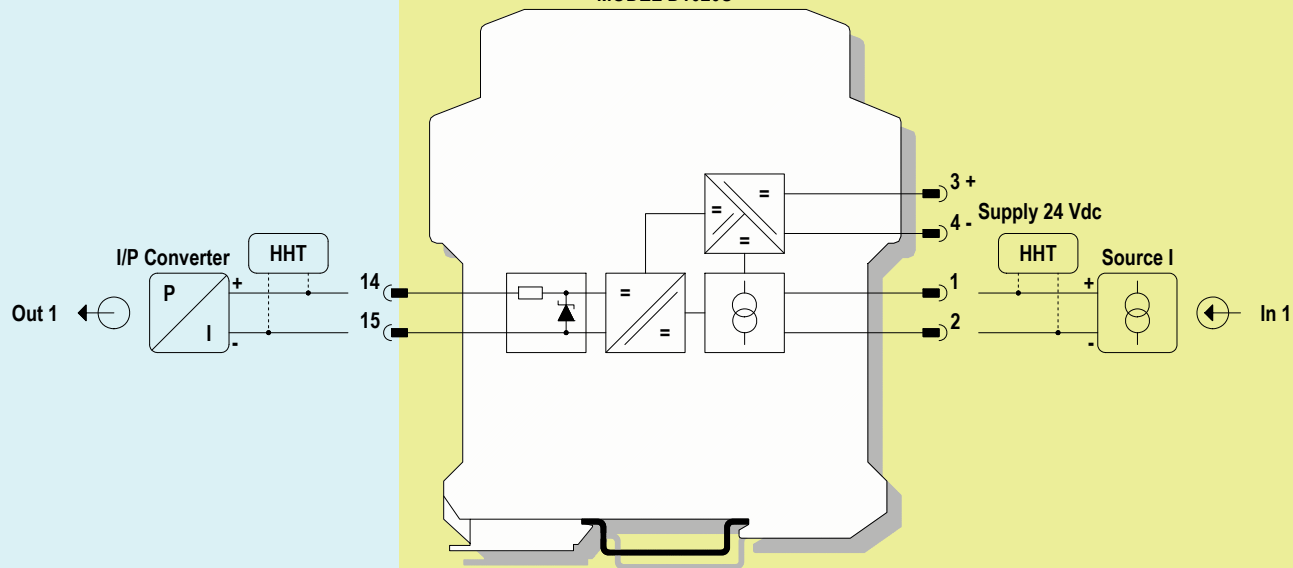 3 +
4 - Supply 24 Vdc
I/P Converter
HHT
14
1
HHT
Source I
+
P
+
Out 1
In 1
15
2
I
-
-
=
=
=
=
=